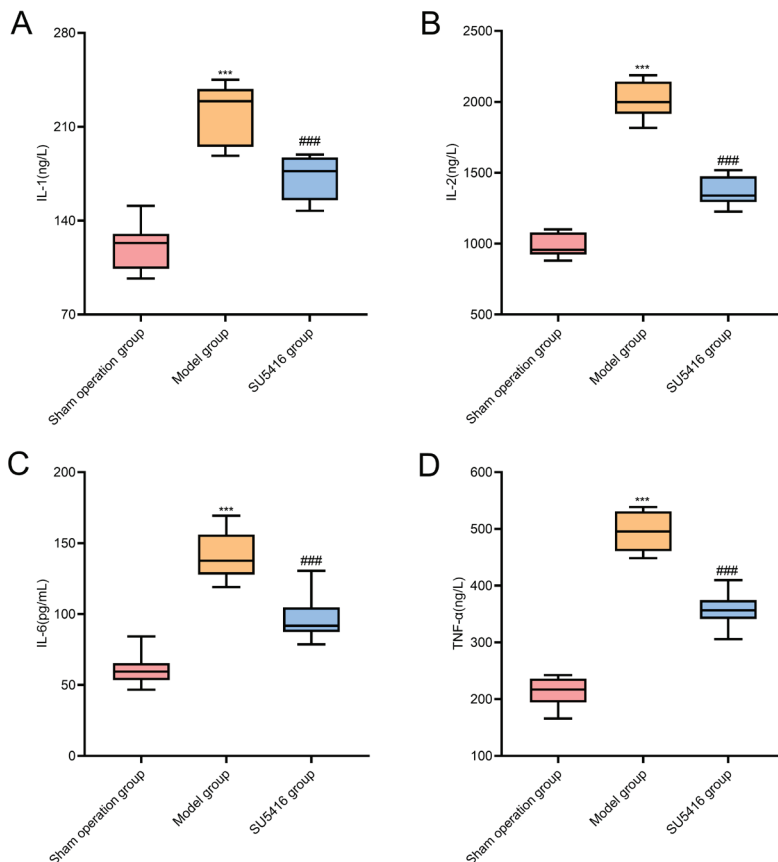 A
IL-1(ng/L)
280
210
140
70
***
###
Sham operation group
Model group
SU5416 group
B
IL-2(ng/L)
2500
2000
1500
1000
500
***
###
Sham operation group
Model group
SU5416 group
C
IL-6(pg/mL)
200
150
100
50
0
***
###
Sham operation group
Model group
SU5416 group
D
TNF-α(ng/L)
600
500
400
300
200
100
***
###
Sham operation group
Model group
SU5416 group